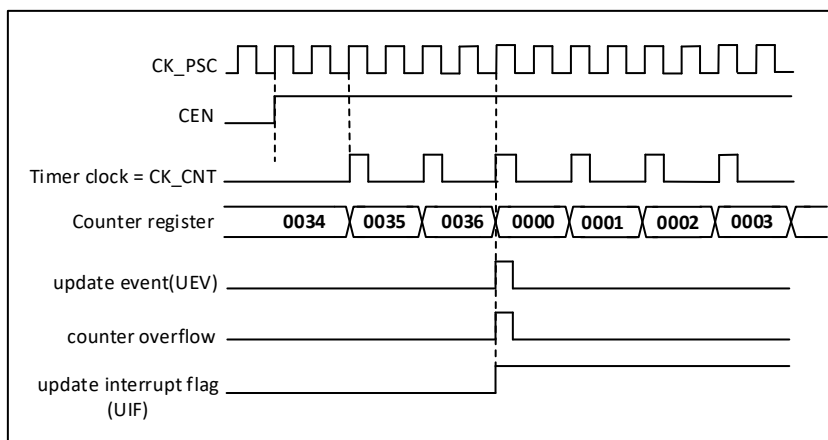 CK_PSC
CEN
Timer clock = CK_CNT
Counter register 0034 0035 0036 0000 0001 0002 0003
update event(UEV)
counter overflow
update interrupt flag
(UIF)